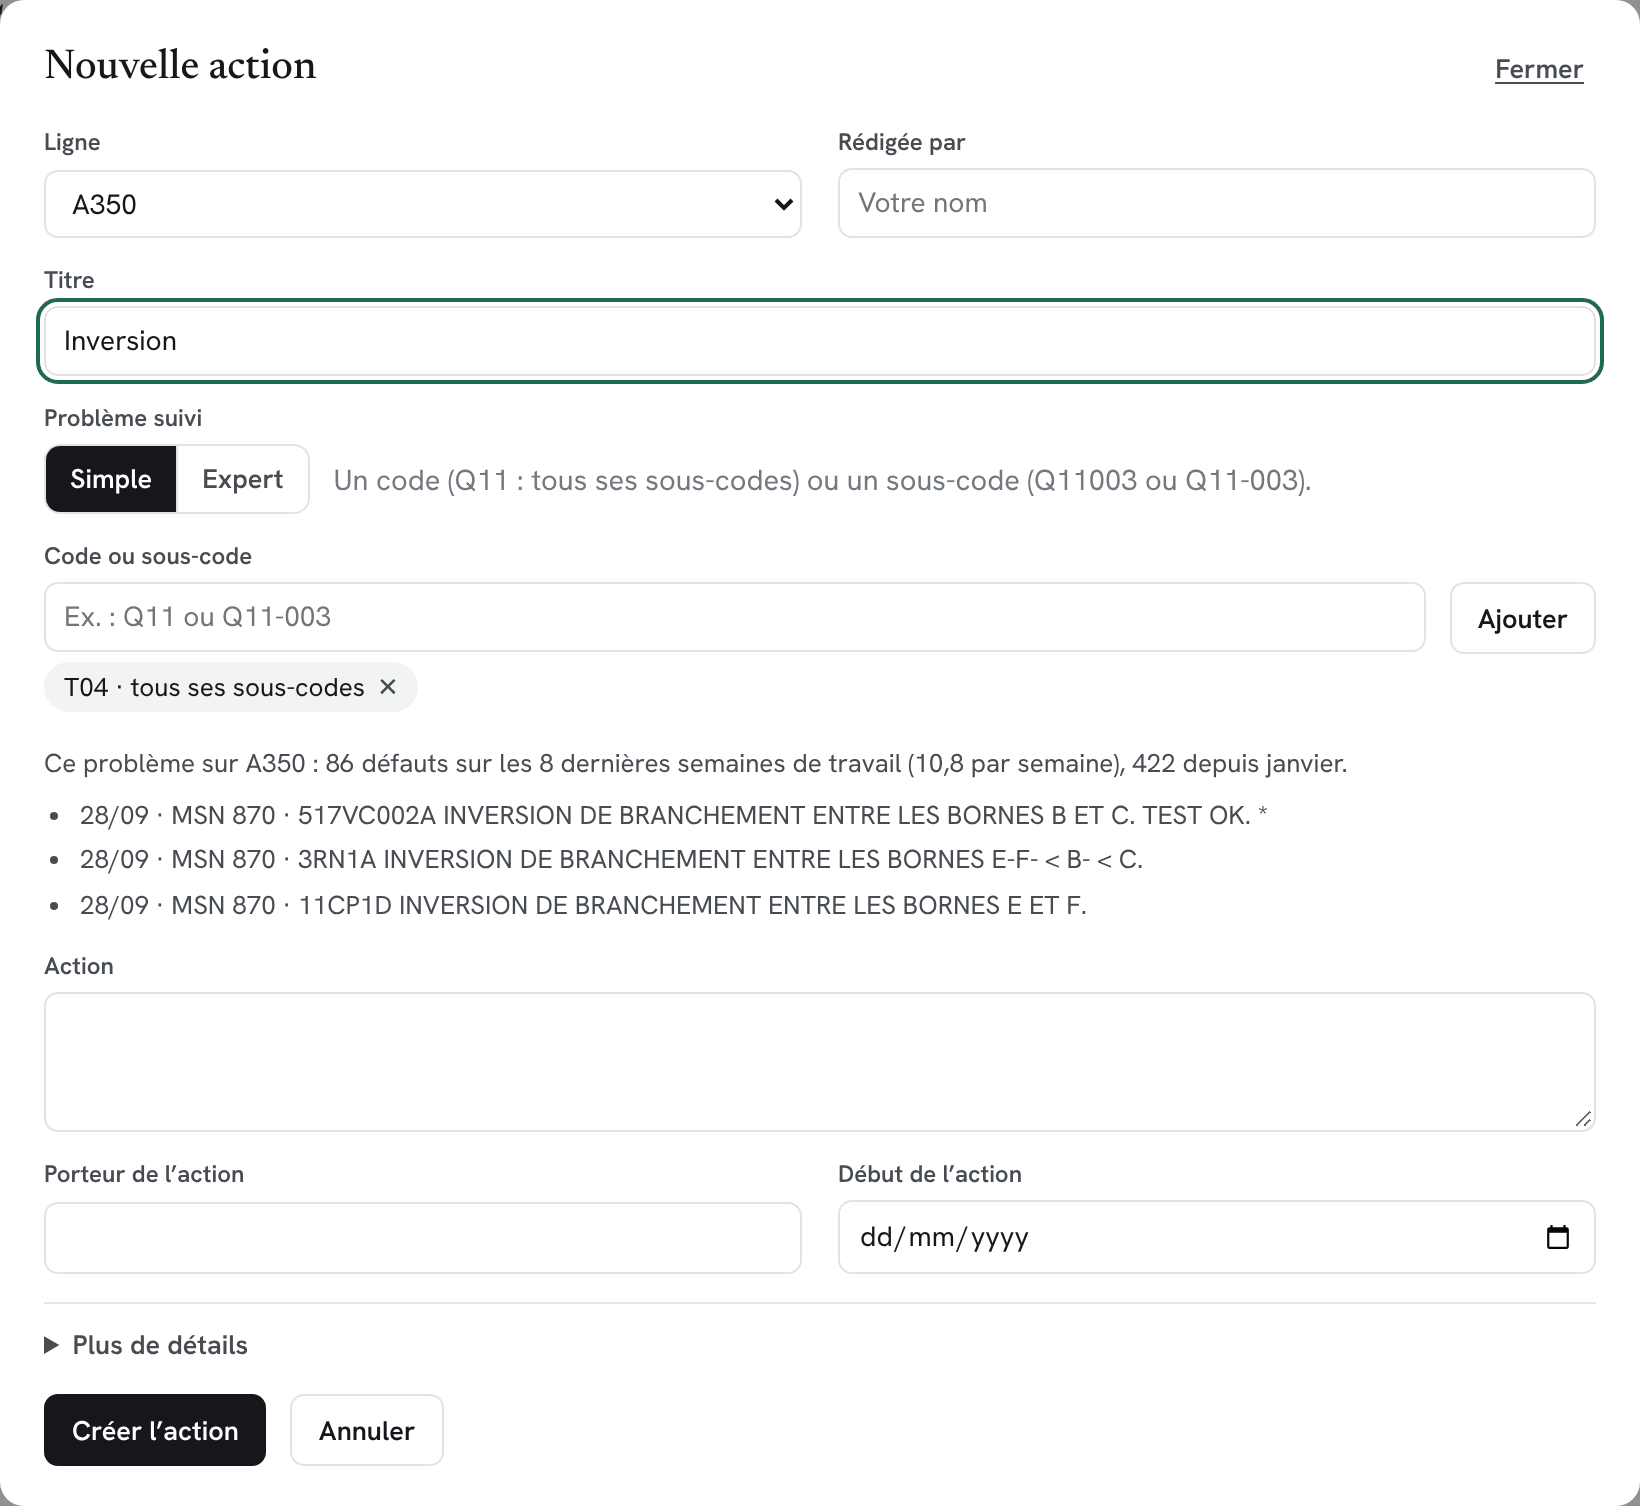 Nouvelle action
Fermer
Ligne
Rédigée par
A350
Votre nom
Titre
Inversion
Problème suivi
Simple
Expert
Un code (Q11 : tous ses sous-codes) ou un sous-code (Q11003 ou Q11-003).
Code ou sous-code
Ex. : Q11 ou Q11-003
Ajouter
T04 · tous ses sous-codes ✕
Ce problème sur A350 : 86 défauts sur les 8 dernières semaines de travail (10,8 par semaine), 422 depuis janvier.
• 28/09 · MSN 870 · 517VC002A INVERSION DE BRANCHEMENT ENTRE LES BORNES B ET C. TEST OK. *
• 28/09 · MSN 870 · 3RN1A INVERSION DE BRANCHEMENT ENTRE LES BORNES E-F- < B- < C.
• 28/09 · MSN 870 · 11CP1D INVERSION DE BRANCHEMENT ENTRE LES BORNES E ET F.
Action
Porteur de l’action
Début de l’action
dd/mm/yyyy
Plus de détails
Créer l’action
Annuler